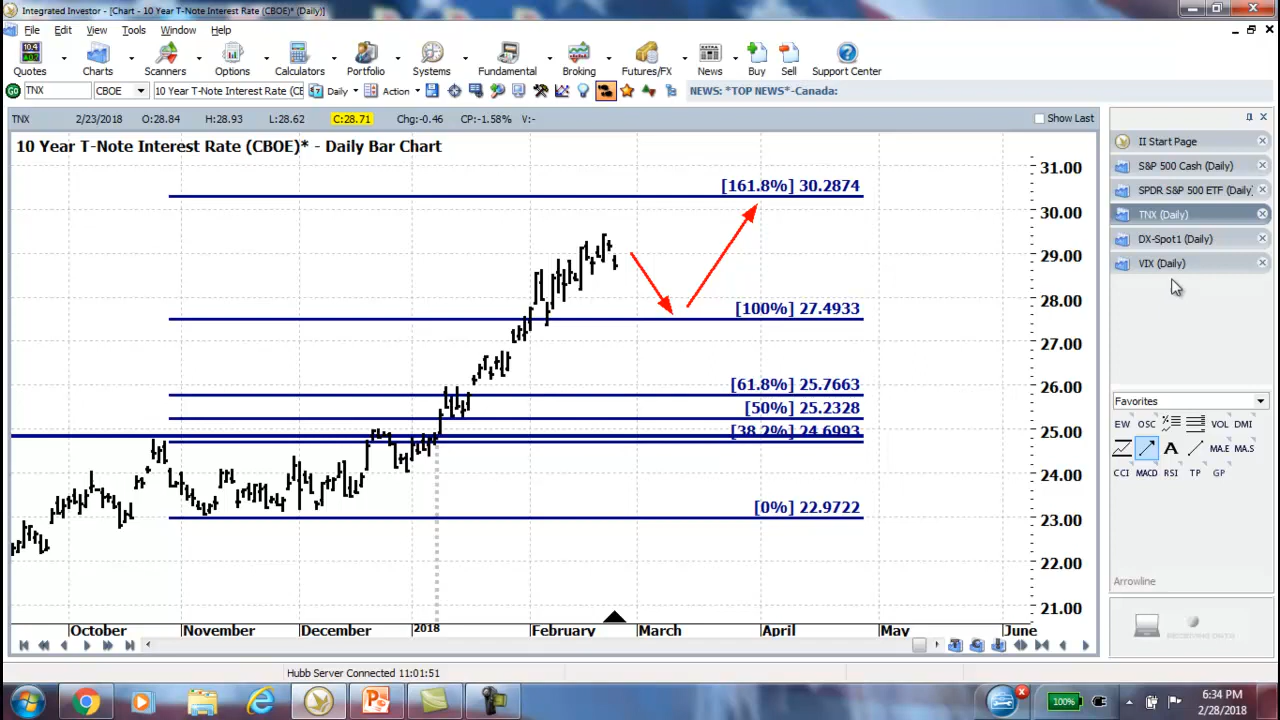 Integrated Investor - [Chart - 10 Year T-Note Interest Rate (CBOE)* (Daily)]
File Edit View Tools Window Help
Quotes Charts Scanners Options Calculators Portfolio Systems Fundamental Broking Futures/FX News Buy Sell Support Center
TNX CBOE 10 Year T-Note Interest Rate (CE Daily Action NEWS: *TOP NEWS*-Canada:
TNX 2/23/2018 O:28.84 H:28.93 L:28.62 C:28.71 Chg:-0.46 CP:-1.58% V:- Show Last
10 Year T-Note Interest Rate (CBOE)* - Daily Bar Chart
31.00
[161.8%] 30.2874
30.00
29.00
28.00
[100%] 27.4933
27.00
26.00
[61.8%] 25.7663
[50%] 25.2328
25.00
[38.2%] 24.6993
24.00
23.00
[0%] 22.9722
22.00
21.00
October November December 2018 February March April May June
II Start Page
S&P 500 Cash (Daily)
SPDR S&P 500 ETF (Daily)
TNX (Daily)
DX-Spot1 (Daily)
VIX (Daily)
Favorites
EW SC VOL DMI
A MA.E MA.S
CCI MACD RSI TP GP
Arrowline
RECORDING DATA
Hubb Server Connected 11:01:51
100% 6:34 PM
2/28/2018